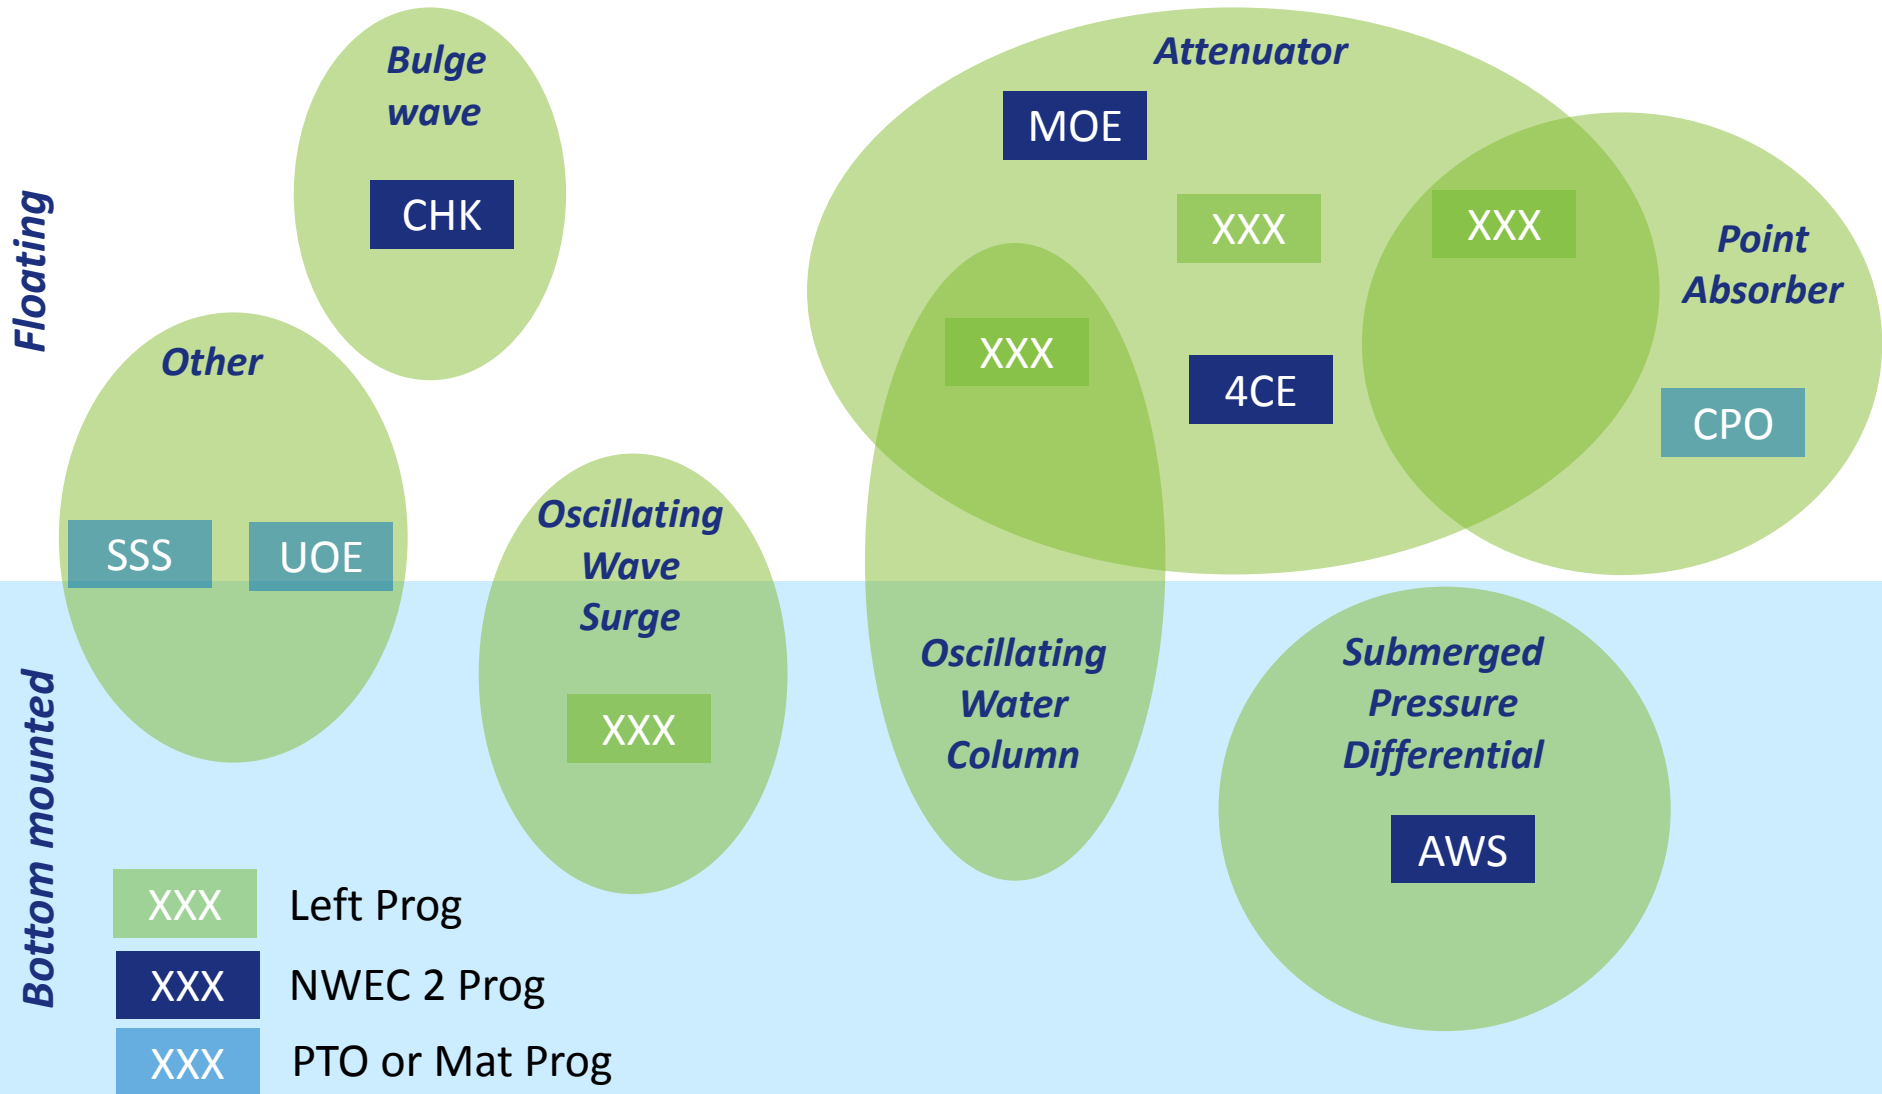 Floating
Bulge
wave
CHK
Other
SSS
UOE
Oscillating
Wave
Surge
XXX
Attenuator
MOE
XXX
XXX
XXX
4CE
Point
Absorber
CPO
Bottom mounted
Oscillating
Water
Column
Submerged
Pressure
Differential
AWS
XXX Left Prog
XXX NWEC 2 Prog
XXX PTO or Mat Prog